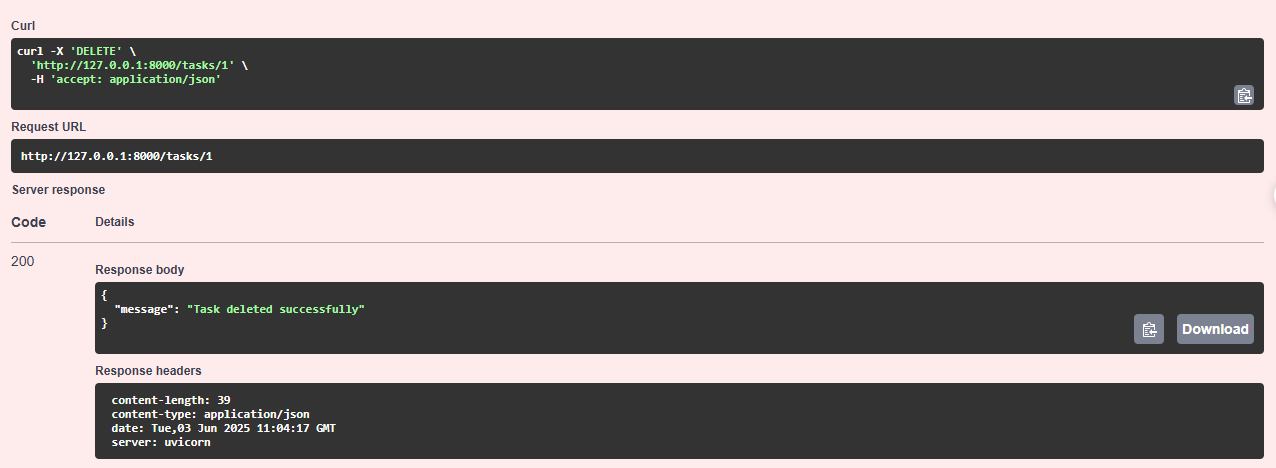 Curl
curl -X 'DELETE' \
  'http://127.0.0.1:8000/tasks/1' \
  -H 'accept: application/json'
Request URL
http://127.0.0.1:8000/tasks/1
Server response
Code Details
200
Response body
{
  "message": "Task deleted successfully"
}
Download
Response headers
content-length: 39
content-type: application/json
date: Tue,03 Jun 2025 11:04:17 GMT
server: uvicorn